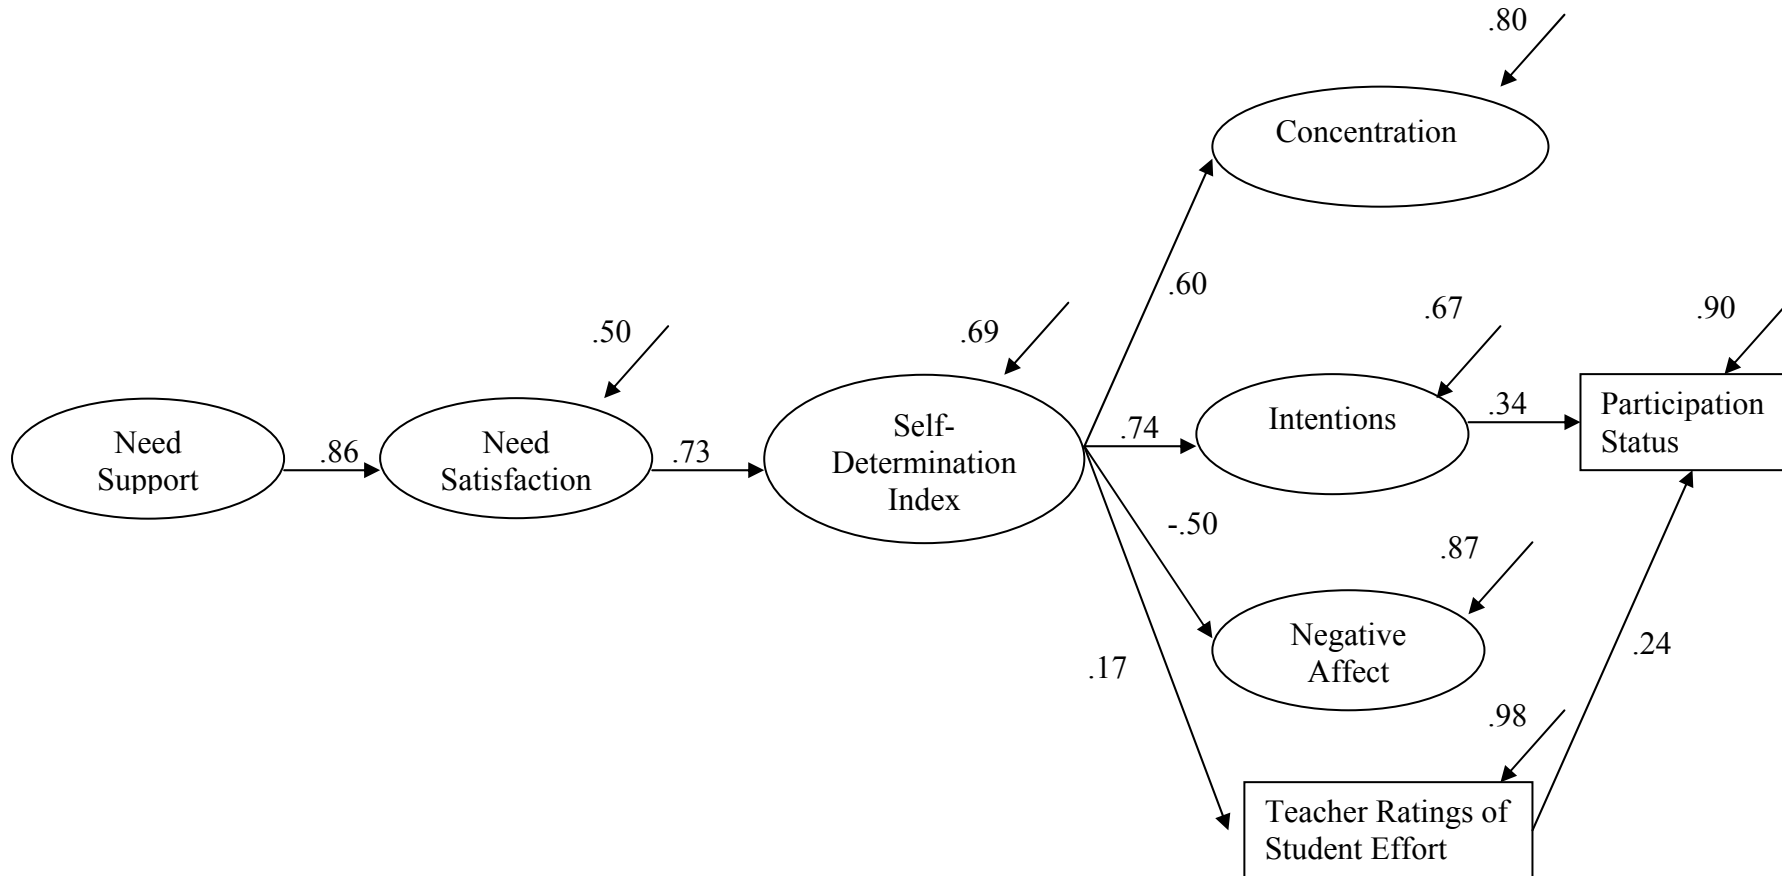 .80
Concentration
.60
.67
.90
.50
.69
Need
Support
.86
Need
Satisfaction
.73
Self-
Determination
Index
.74
Intentions
.34
Participation
Status
-.50
.87
Negative
Affect
.17
.24
.98
Teacher Ratings of
Student Effort